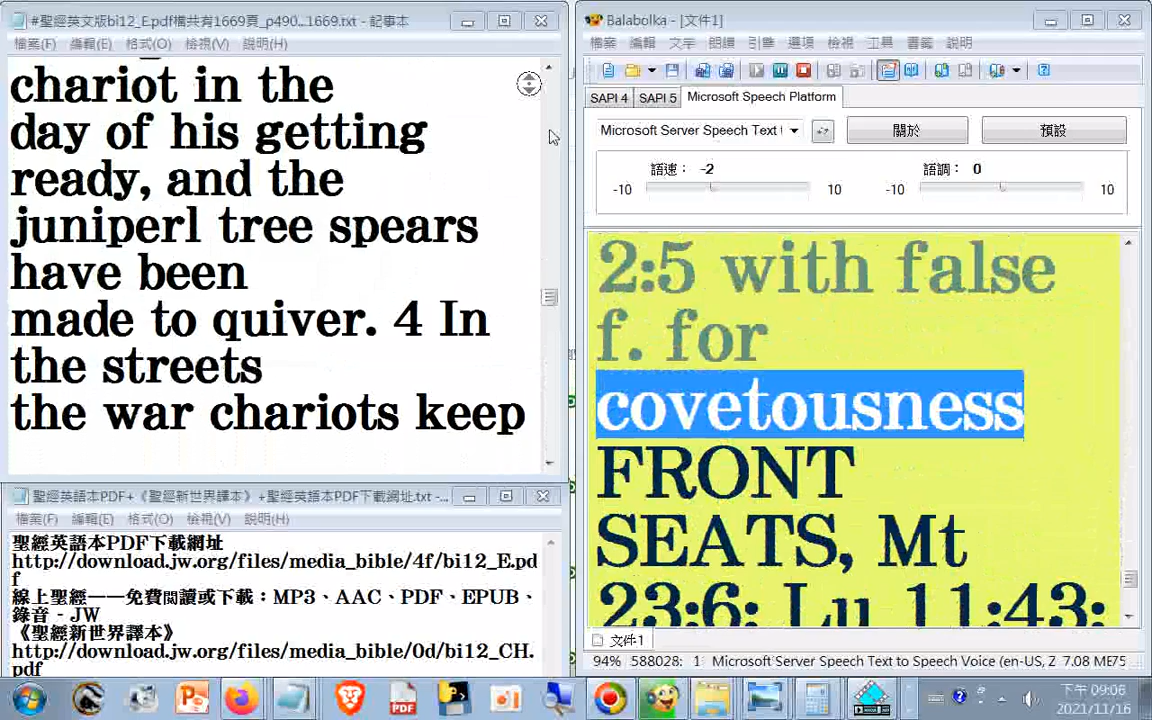 #聖經英文版bi12_E.pdf構共有1669頁_p490...1669.txt - 記事本
檔案(F) 編輯(E) 格式(O) 檢視(V) 說明(H)
chariot in the
day of his getting
ready, and the
juniperl tree spears
have been
made to quiver. 4 In
the streets
the war chariots keep
聖經英語本PDF+《聖經新世界譯本》+聖經英語本PDF下載網址.txt -...
檔案(F) 編輯(E) 格式(O) 檢視(V) 說明(H)
聖經英語本PDF下載網址
http://download.jw.org/files/media_bible/4f/bi12_E.pd
f
線上聖經——免費閱讀或下載：MP3、AAC、PDF、EPUB、
錄音 - JW
《聖經新世界譯本》
http://download.jw.org/files/media_bible/0d/bi12_CH.
pdf
Balabolka - [文件1]
檔案 編輯 文字 朗讀 引擎 選項 檢視 工具 書籤 說明
SAPI 4 SAPI 5 Microsoft Speech Platform
Microsoft Server Speech Text 關於 預設
語速： -2 語調： 0
-10 10 -10 10
2:5 with false
f. for
covetousness
FRONT
SEATS, Mt
23:6; Lu 11:43;
文件1
94% 588028: 1 Microsoft Server Speech Text to Speech Voice (en-US, Z 7.08 ME75
PDF
下午 09:06
2021/11/16